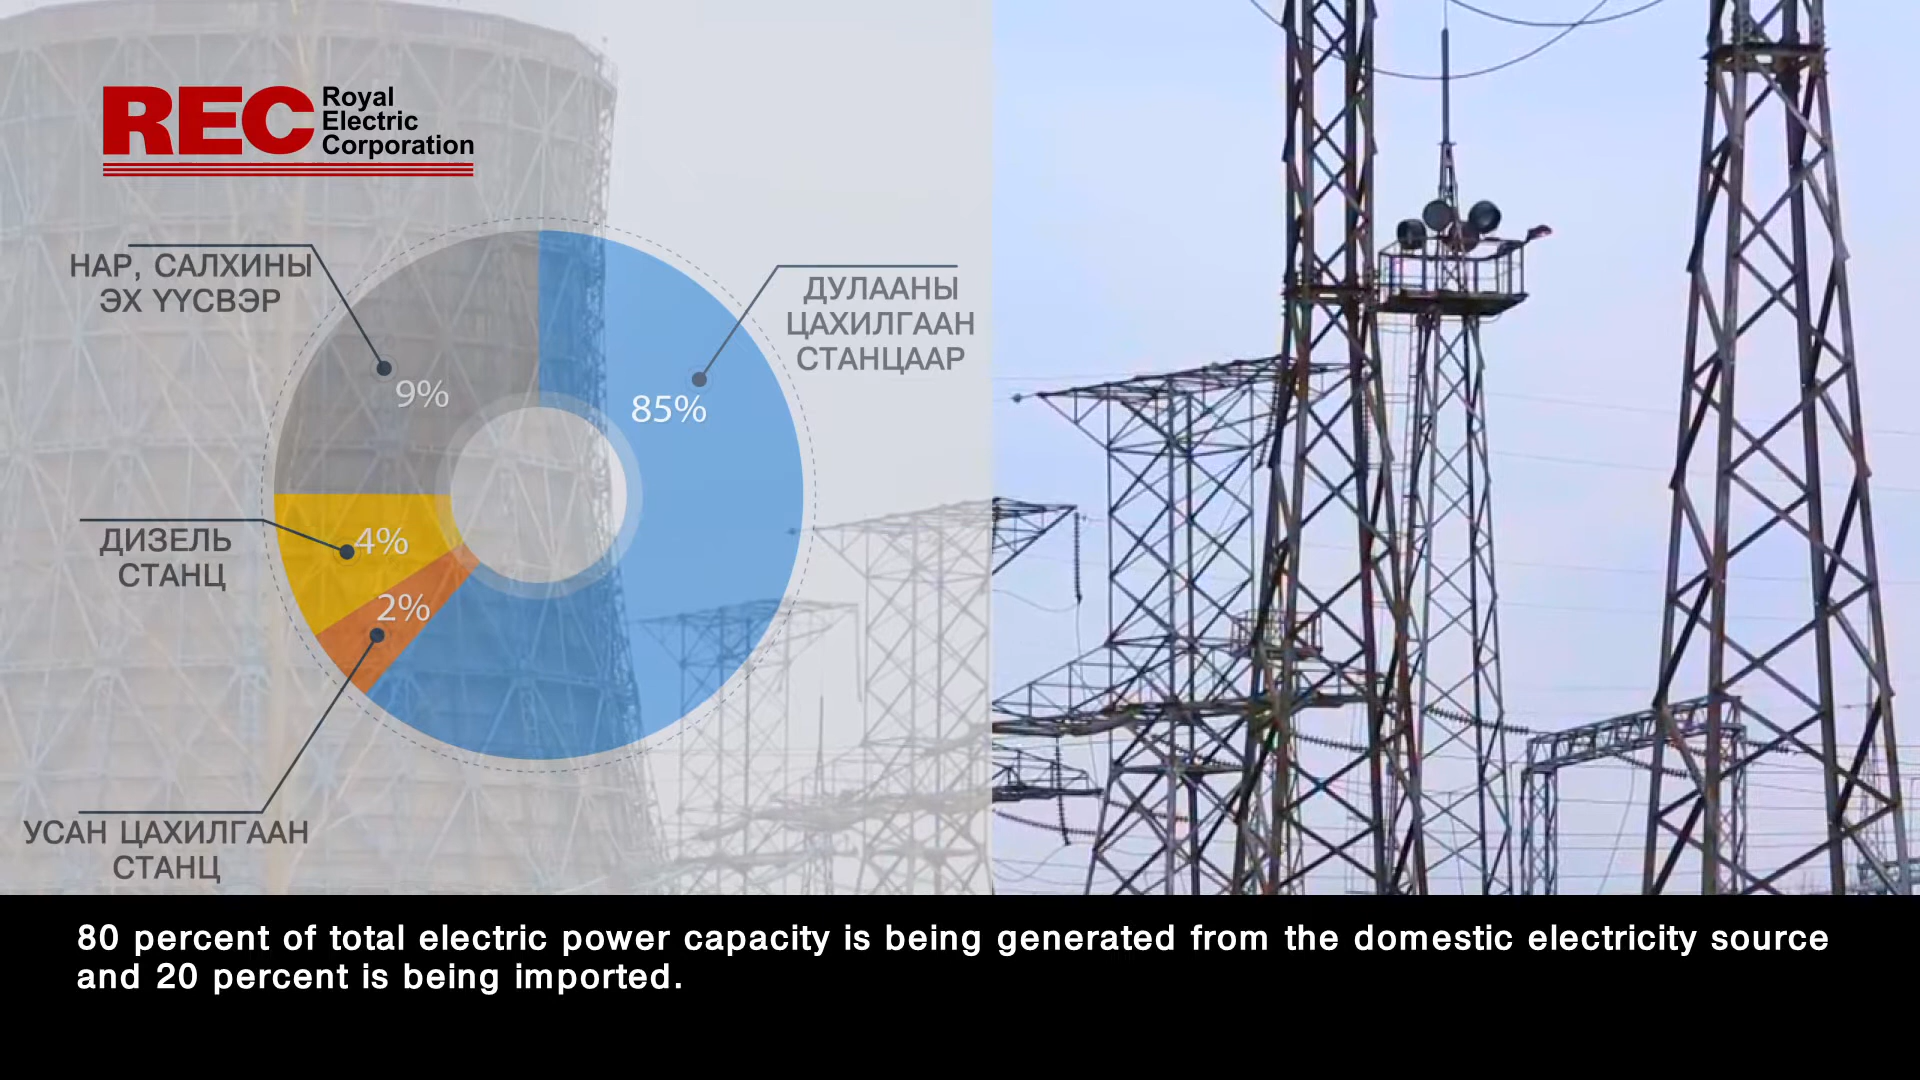 REC
Royal
Electric
Corporation
НАР, САЛХИНЫ
ЭХ ҮҮСВЭР
9%
ДУЛААНЫ
ЦАХИЛГААН
СТАНЦААР
85%
ДИЗЕЛЬ
СТАНЦ
4%
2%
УСАН ЦАХИЛГААН
СТАНЦ
80 percent of total electric power capacity is being generated from the domestic electricity source
and 20 percent is being imported.